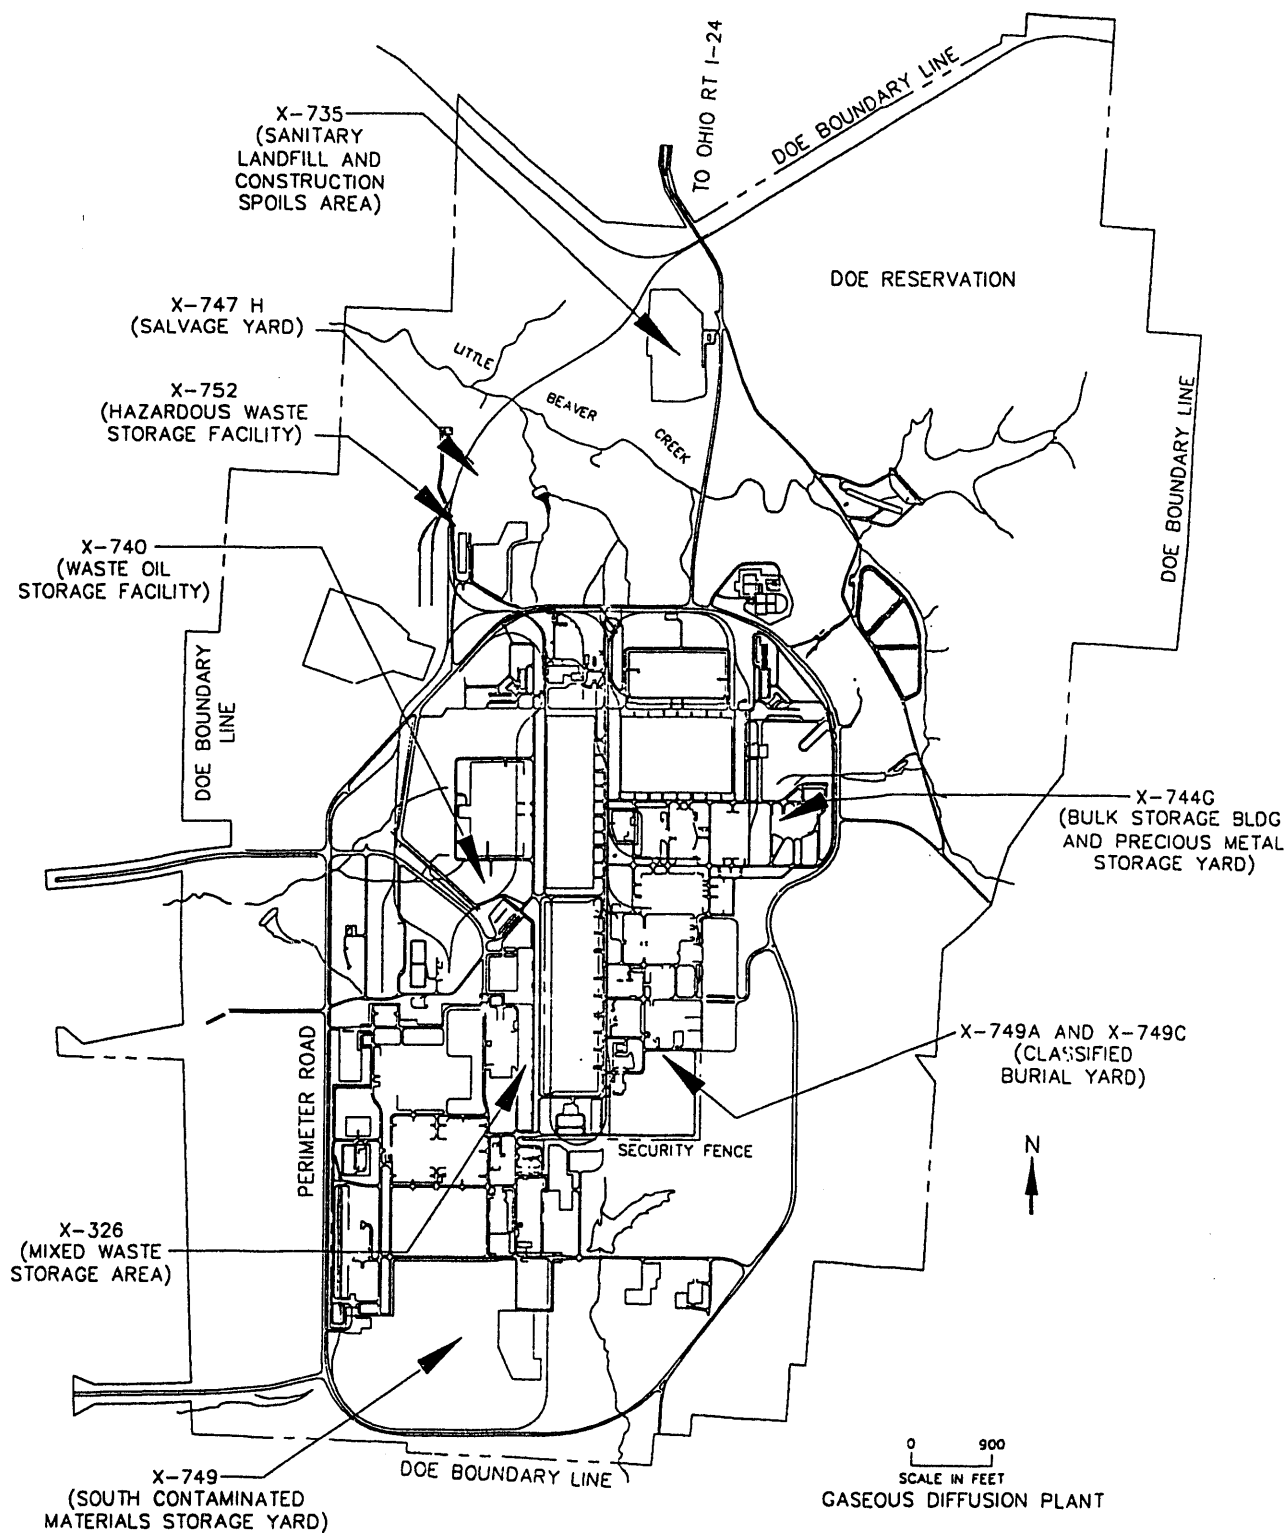 TO OHIO RT I-24
DOE BOUNDARY LINE
X-735
(SANITARY
LANDFILL AND
CONSTRUCTION
SPOILS AREA)
DOE RESERVATION
X-747 H
(SALVAGE YARD)
LITTLE
BEAVER
CREEK
X-752
(HAZARDOUS WASTE
STORAGE FACILITY)
DOE BOUNDARY LINE
X-740
(WASTE OIL
STORAGE FACILITY)
DOE BOUNDARY
LINE
X-744G
(BULK STORAGE BLDG
AND PRECIOUS METAL
STORAGE YARD)
X-749A AND X-749C
(CLASSIFIED
BURIAL YARD)
PERIMETER ROAD
SECURITY FENCE
N
X-326
(MIXED WASTE
STORAGE AREA)
X-749
(SOUTH CONTAMINATED
MATERIALS STORAGE YARD)
DOE BOUNDARY LINE
0 900
SCALE IN FEET
GASEOUS DIFFUSION PLANT